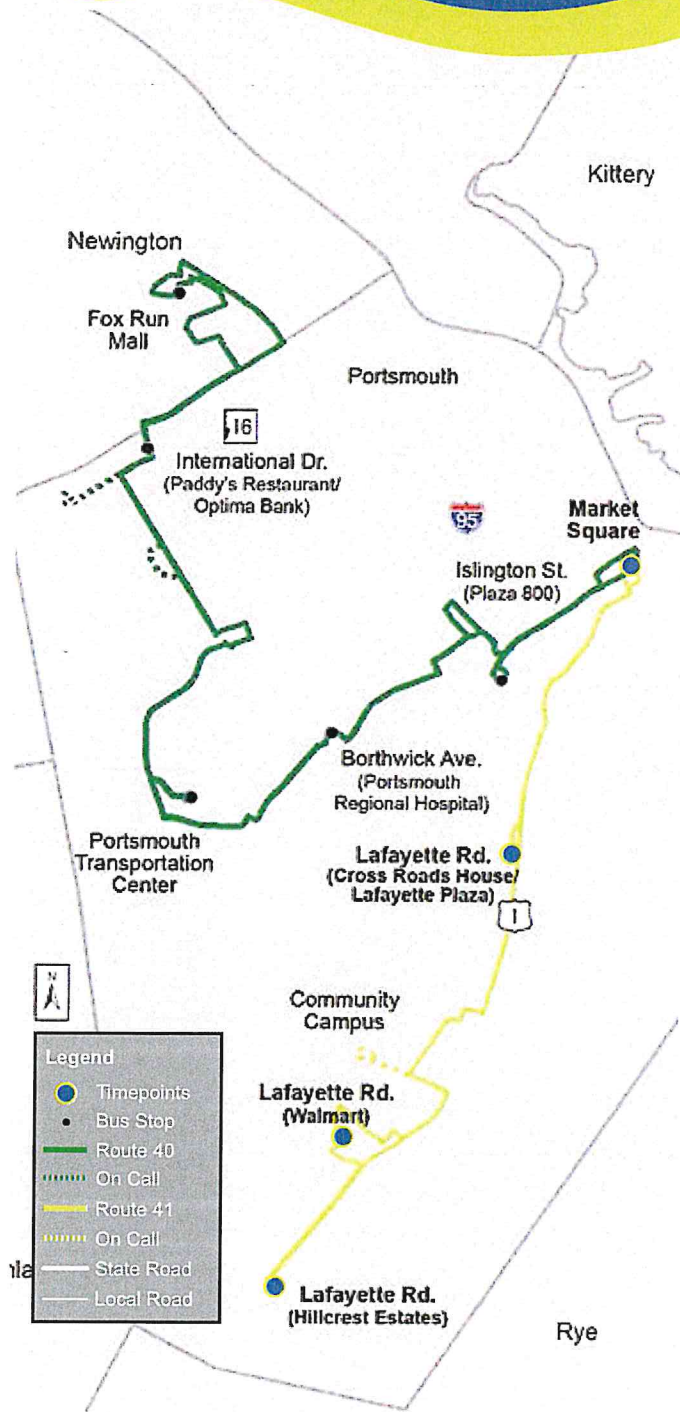 Kittery
Newington
Fox Run
Mall
Portsmouth
16
International Dr.
(Paddy's Restaurant/
Optima Bank)
95
Market
Square
Islington St.
(Plaza 800)
Borthwick Ave.
(Portsmouth
Regional Hospital)
Portsmouth
Transportation
Center
Lafayette Rd.
(Cross Roads House/
Lafayette Plaza)
1
N
Community
Campus
Legend
Timepoints
Bus Stop
Route 40
On Call
Route 41
On Call
State Road
Local Road
Lafayette Rd.
(Walmart)
Lafayette Rd.
(Hillcrest Estates)
Rye